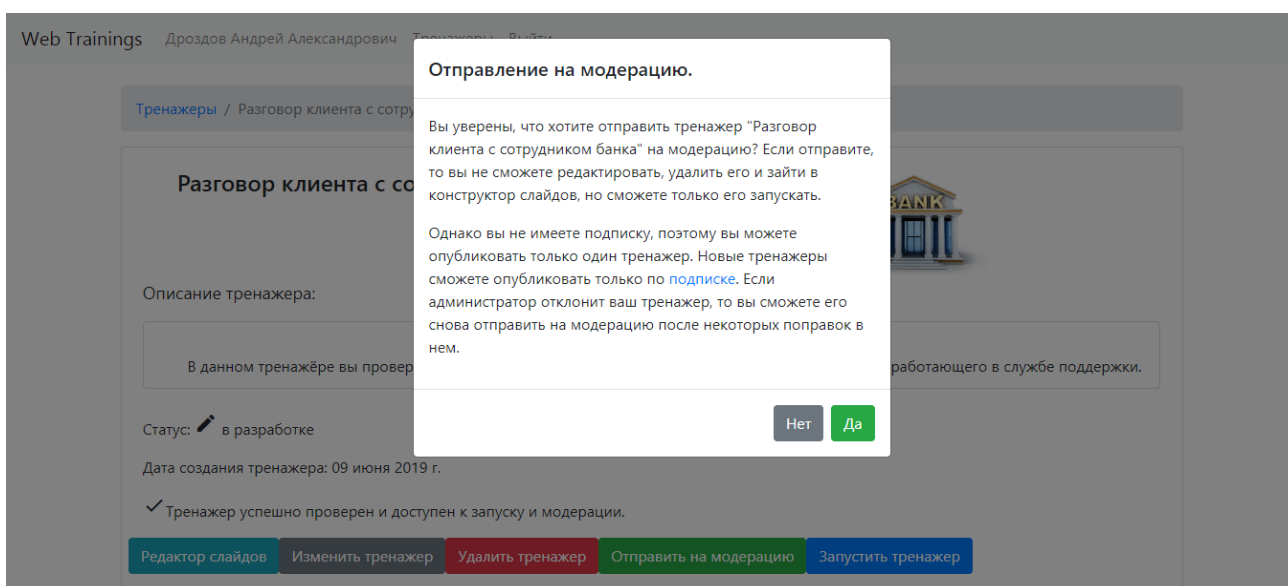 Web Trainings Дроздов Андрей Александрович Тренажеры Выйти
Отправление на модерацию.
Тренажеры / Разговор клиента с сотру
Вы уверены, что хотите отправить тренажер "Разговор
клиента с сотрудником банка" на модерацию? Если отправите,
то вы не сможете редактировать, удалить его и зайти в
конструктор слайдов, но сможете только его запускать.
Разговор клиента с со
BANK
Однако вы не имеете подписку, поэтому вы можете
опубликовать только один тренажер. Новые тренажеры
сможете опубликовать только по подписке. Если
администратор отклонит ваш тренажер, то вы сможете его
снова отправить на модерацию после некоторых поправок в
нем.
Описание тренажера:
В данном тренажёре вы провер
работающего в службе поддержки.
Нет Да
Статус: в разработке
Дата создания тренажера: 09 июня 2019 г.
Тренажер успешно проверен и доступен к запуску и модерации.
Редактор слайдов Изменить тренажер Удалить тренажер Отправить на модерацию Запустить тренажер